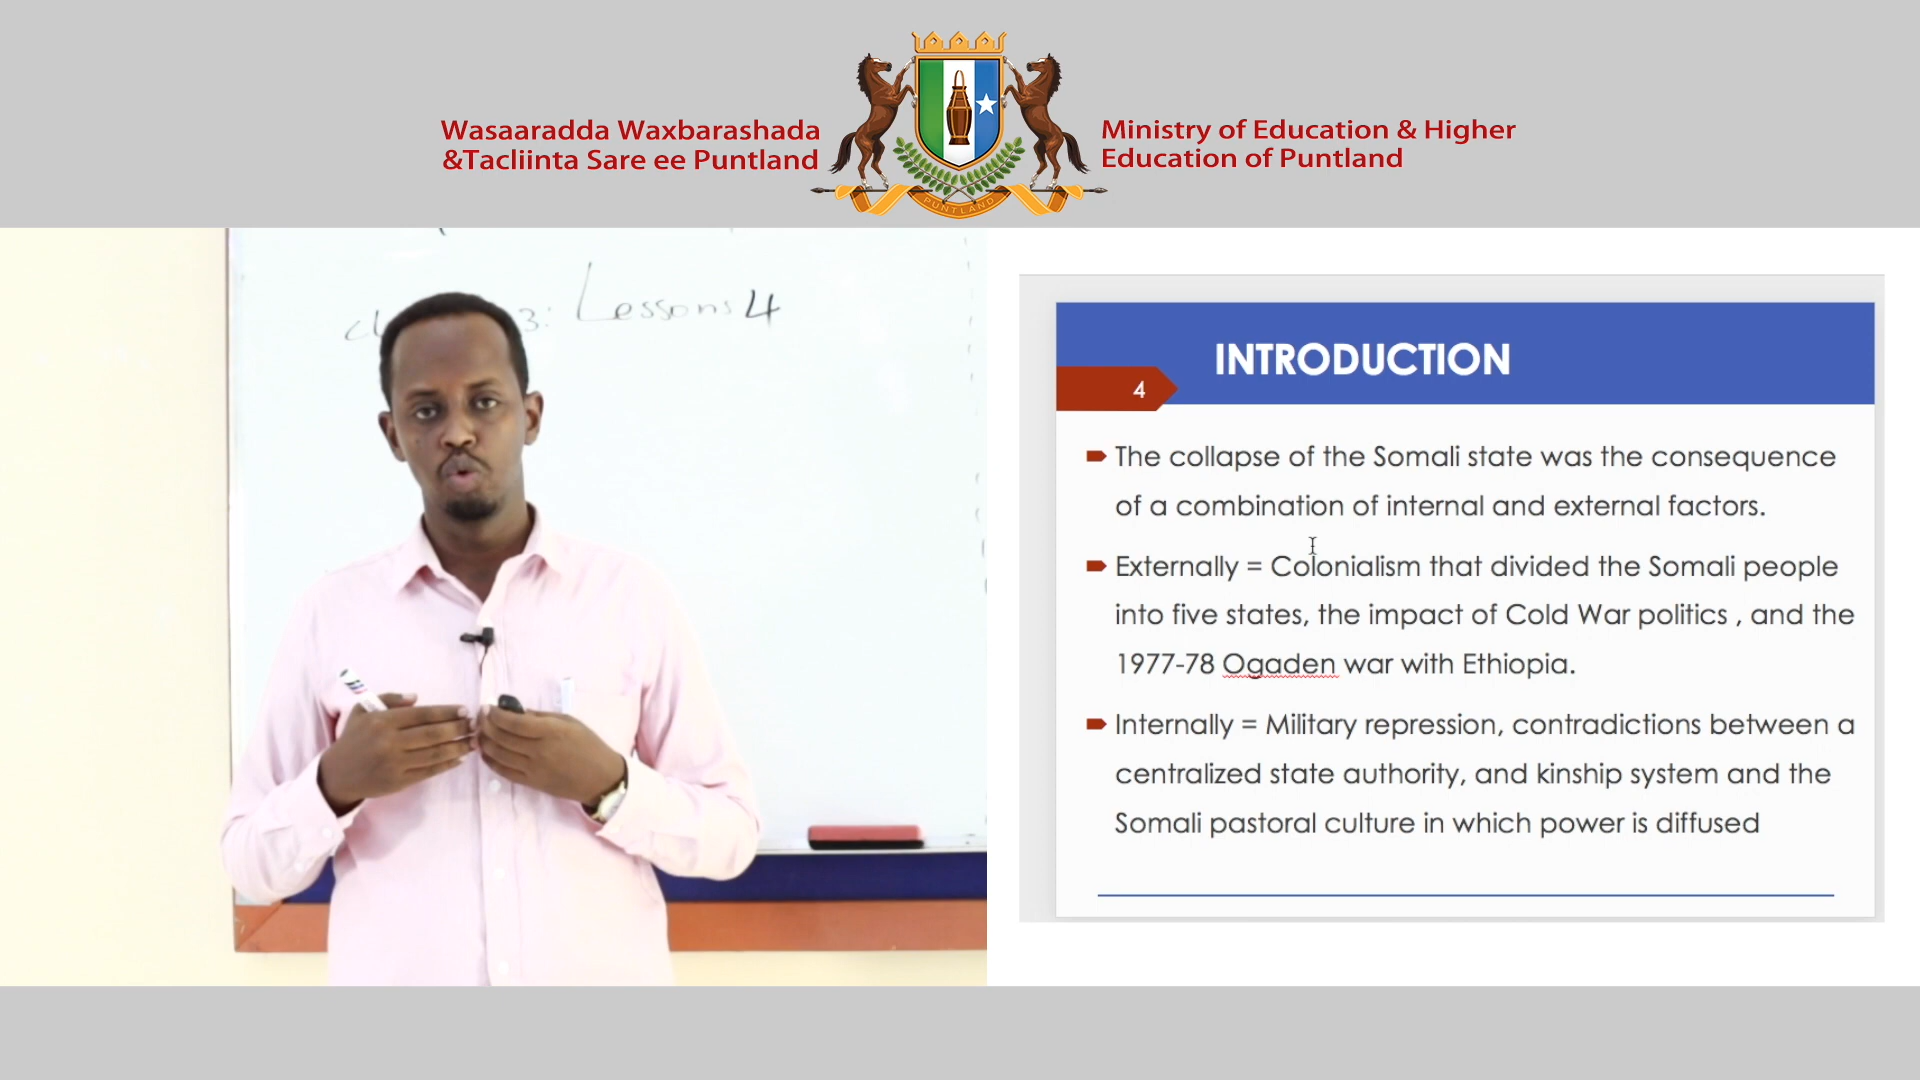 Wasaaradda Waxbarashada
&Tacliinta Sare ee Puntland
PUNTLAND
Ministry of Education & Higher
Education of Puntland
3: Lessons 4
INTRODUCTION
4
The collapse of the Somali state was the consequence
of a combination of internal and external factors.
Externally = Colonialism that divided the Somali people
into five states, the impact of Cold War politics , and the
1977-78 Ogaden war with Ethiopia.
Internally = Military repression, contradictions between a
centralized state authority, and kinship system and the
Somali pastoral culture in which power is diffused